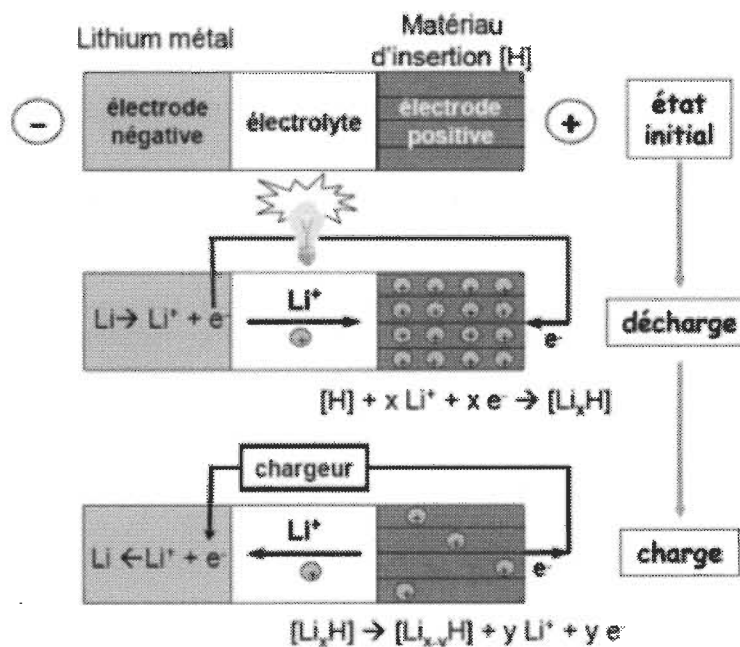 Lithium métal
Matériau
d'insertion [H]
-
électrode
négative
électrolyte
électrode
positive
+
état
initial
Li→ Li⁺ + e⁻
Li⁺
+
e⁻
décharge
[H] + x Li⁺ + x e⁻ → [LiₓH]
chargeur
Li ←Li⁺ + e⁻
Li⁺
+
e⁻
charge
[LiₓH] → [Liₓ₋ᵧH] + y Li⁺ + y e⁻